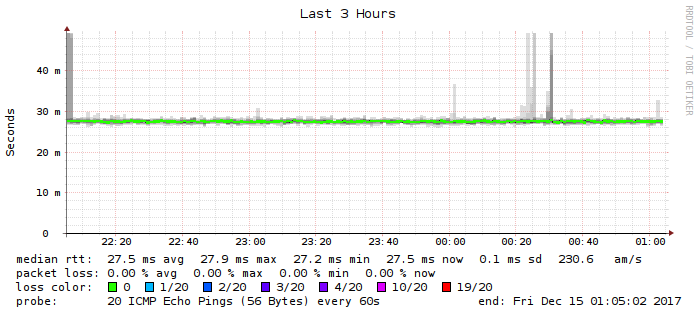 Last 3 Hours
RRDTOOL / TOBI OETIKER
Seconds
40 m
30 m
20 m
10 m
0
22:20 22:40 23:00 23:20 23:40 00:00 00:20 00:40 01:00
median rtt: 27.5 ms avg 27.9 ms max 27.2 ms min 27.5 ms now 0.1 ms sd 230.6 am/s
packet loss: 0.00 % avg 0.00 % max 0.00 % min 0.00 % now
loss color: 0 1/20 2/20 3/20 4/20 10/20 19/20
probe: 20 ICMP Echo Pings (56 Bytes) every 60s end: Fri Dec 15 01:05:02 2017